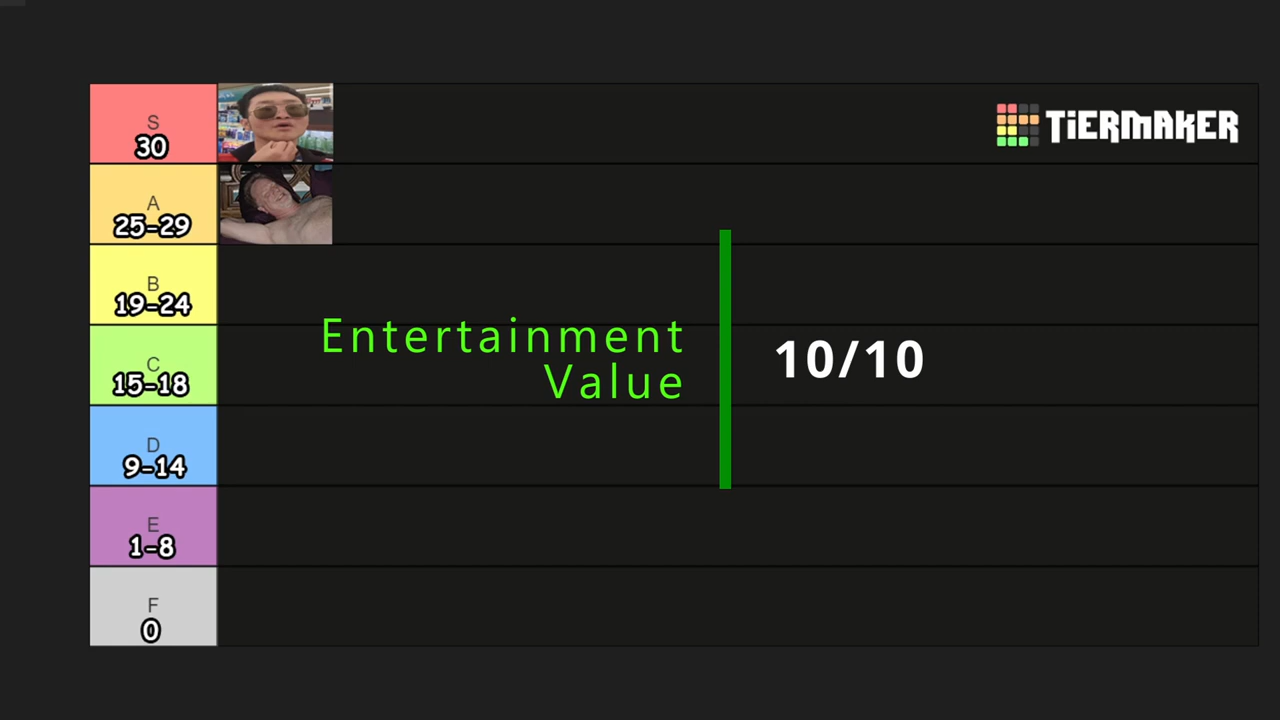 S
30
TiERMAKER
A
25-29
B
19-24
Entertainment
Value
10/10
C
15-18
D
9-14
E
1-8
F
0